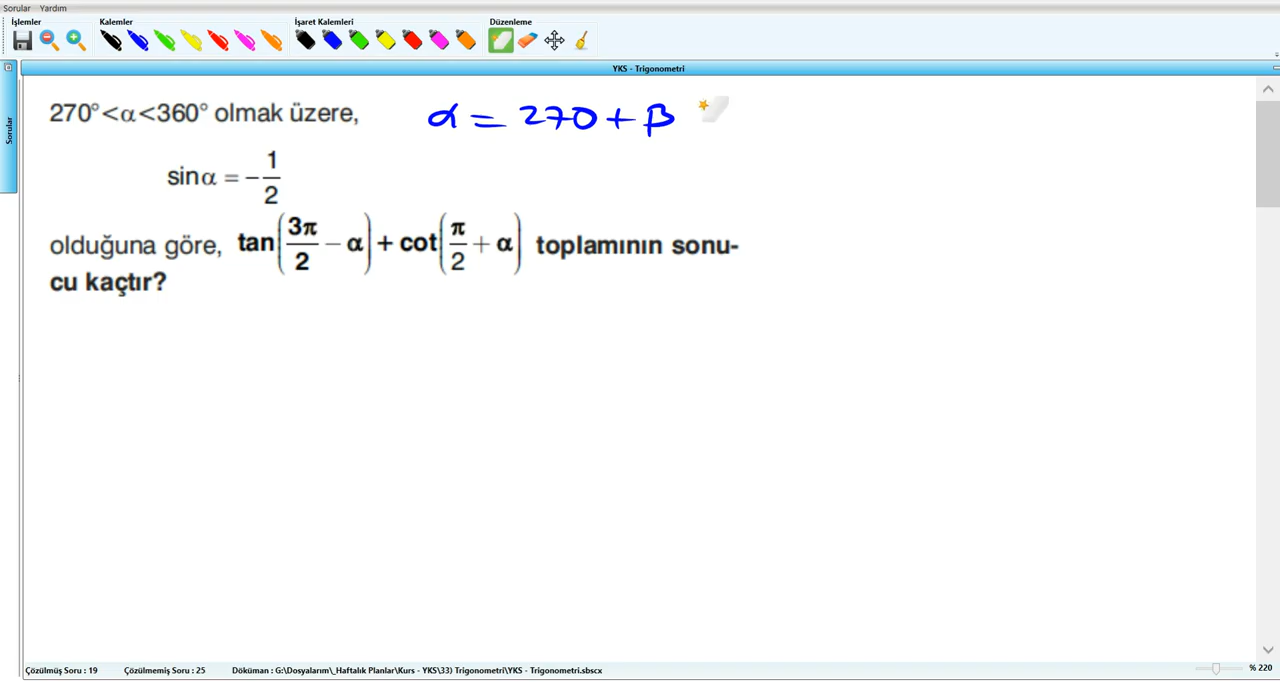 Sorular Yardım
İşlemler Kalemler İşaret Kalemleri Düzenleme
YKS - Trigonometri
Sorular
270° < α < 360° olmak üzere, α = 270 + β
sin α = - 1/2
olduğuna göre, tan(3π/2 - α) + cot(π/2 + α) toplamının sonu-
cu kaçtır?
Çözülmüş Soru : 19 Çözülmemiş Soru : 25 Döküman : G:\Dosyalarım\_Haftalık Planlar\Kurs - YKS\33) Trigonometri\YKS - Trigonometri.sbscx % 220